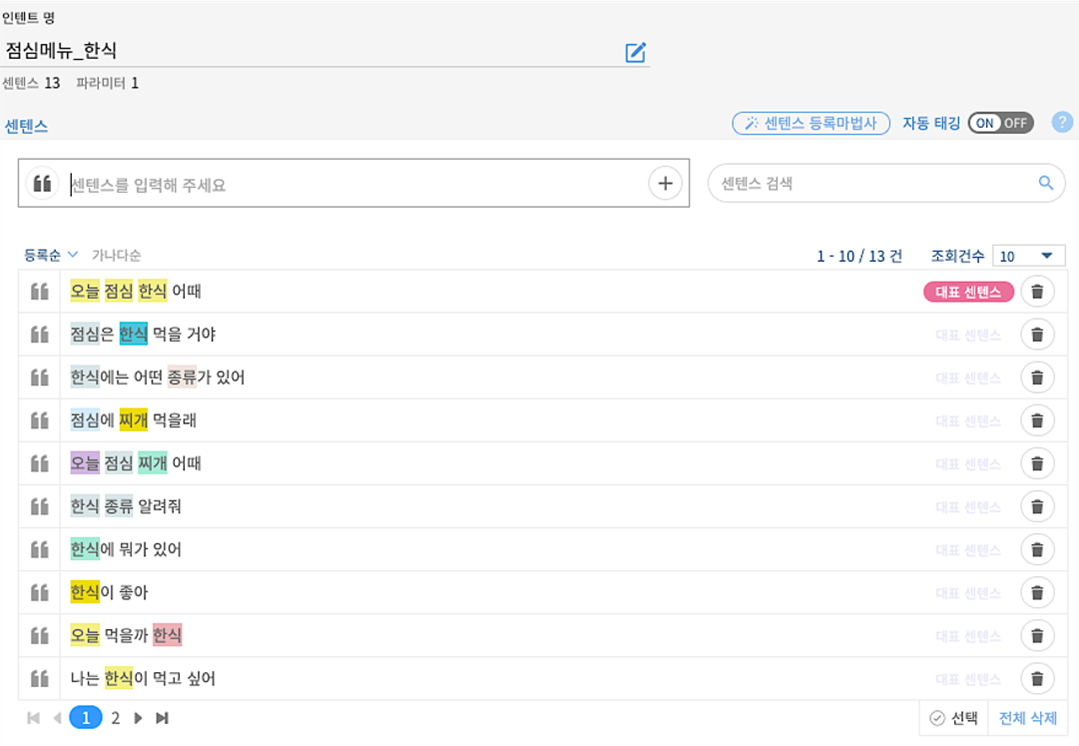 인텐트 명
점심메뉴_한식
센텐스 13 파라미터 1
센텐스 센텐스 등록마법사 자동 태깅 ON OFF ?
센텐스를 입력해 주세요 + 센텐스 검색
등록순 가나다순 1 - 10 / 13 건 조회건수 10
오늘 점심 한식 어때 대표 센텐스
점심은 한식 먹을 거야 대표 센텐스
한식에는 어떤 종류가 있어 대표 센텐스
점심에 찌개 먹을래 대표 센텐스
오늘 점심 찌개 어때 대표 센텐스
한식 종류 알려줘 대표 센텐스
한식에 뭐가 있어 대표 센텐스
한식이 좋아 대표 센텐스
오늘 먹을까 한식 대표 센텐스
나는 한식이 먹고 싶어 대표 센텐스
1 2 선택 전체 삭제